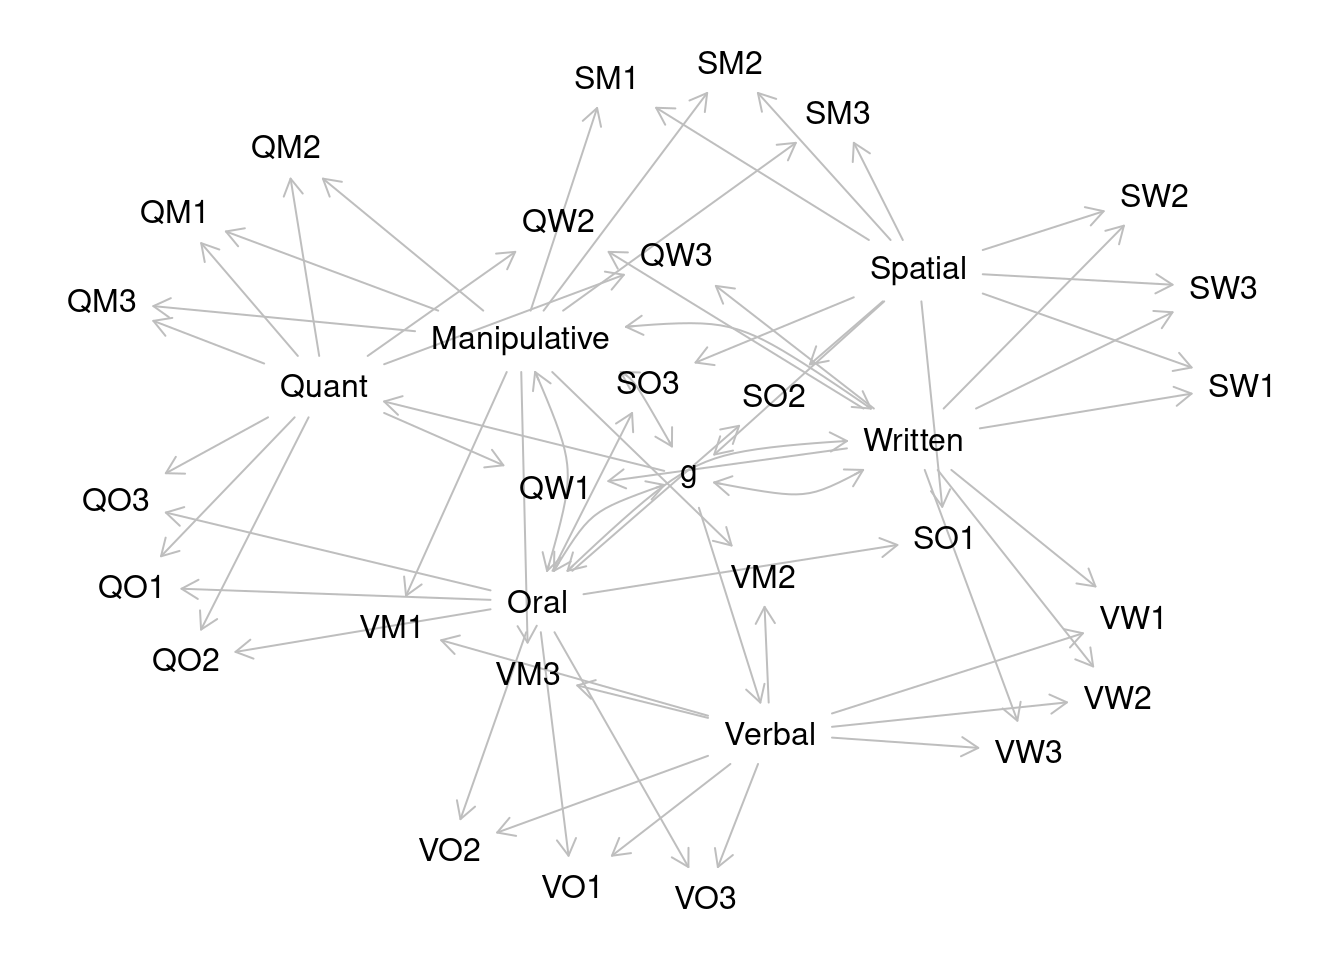 SM2
SM1
SM3
QM2
SW2
QM1
QW2
QW3
Spatial
SW3
QM3
Manipulative
Quant
SO3
SW1
SO2
Written
g
QW1
QO3
SO1
VM2
QO1
Oral
VW1
VM1
QO2
VM3
VW2
Verbal
VW3
VO2
VO1
VO3